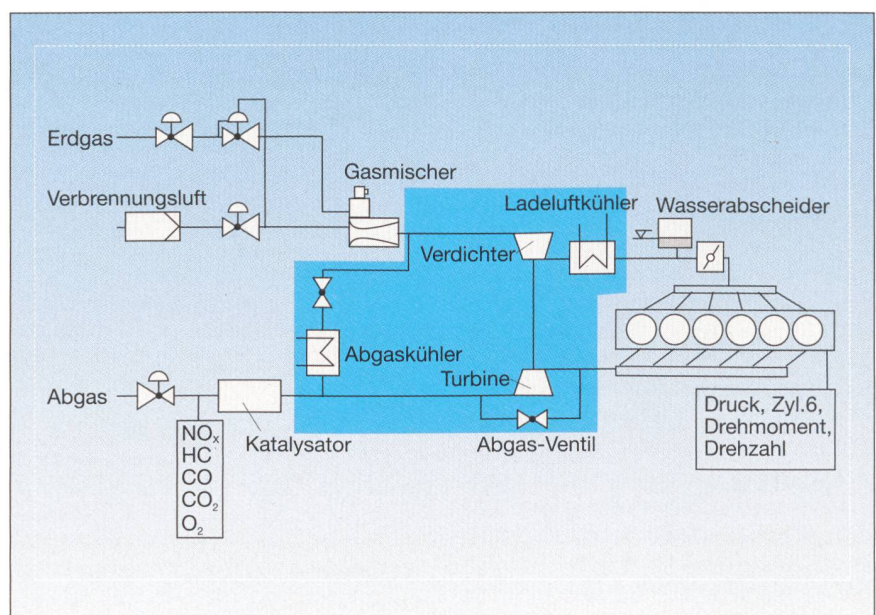 Erdgas
Gasmischer
Verbrennungsluft
Ladeluftkühler
Wasserabscheider
Verdichter
Abgaskühler
Turbine
Abgas
Katalysator
Abgas-Ventil
Druck, Zyl.6,
Drehmoment,
Drehzahl
NOₓ
HC
CO
CO₂
O₂